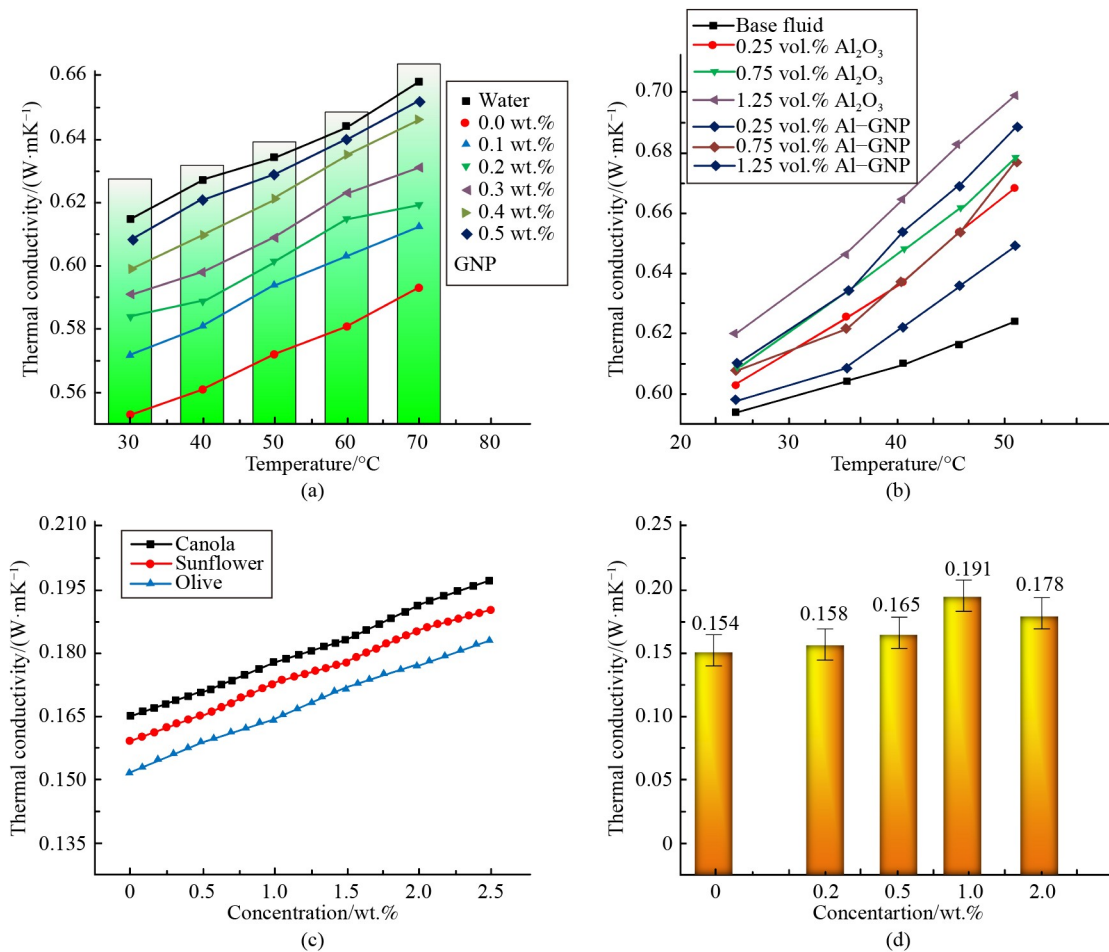 Thermal conductivity/(W·mK⁻¹)
0.66
0.64
0.62
0.60
0.58
0.56
Water
0.0 wt.%
0.1 wt.%
0.2 wt.%
0.3 wt.%
0.4 wt.%
0.5 wt.%
GNP
30 40 50 60 70 80
Temperature/°C
(a)
Base fluid
0.25 vol.% Al₂O₃
0.75 vol.% Al₂O₃
1.25 vol.% Al₂O₃
0.25 vol.% Al−GNP
0.75 vol.% Al−GNP
1.25 vol.% Al−GNP
Thermal conductivity/(W·mK⁻¹)
0.70
0.68
0.66
0.64
0.62
0.60
20 30 40 50
Temperature/°C
(b)
Thermal conductivity/(W·mK⁻¹)
0.210
0.195
0.180
0.165
0.150
0.135
Canola
Sunflower
Olive
0 0.5 1.0 1.5 2.0 2.5
Concentration/wt.%
(c)
Thermal conductivity/(W·mK⁻¹)
0.25
0.20
0.15
0.10
0.05
0
0.154
0.158
0.165
0.191
0.178
0 0.2 0.5 1.0 2.0
Concentartion/wt.%
(d)